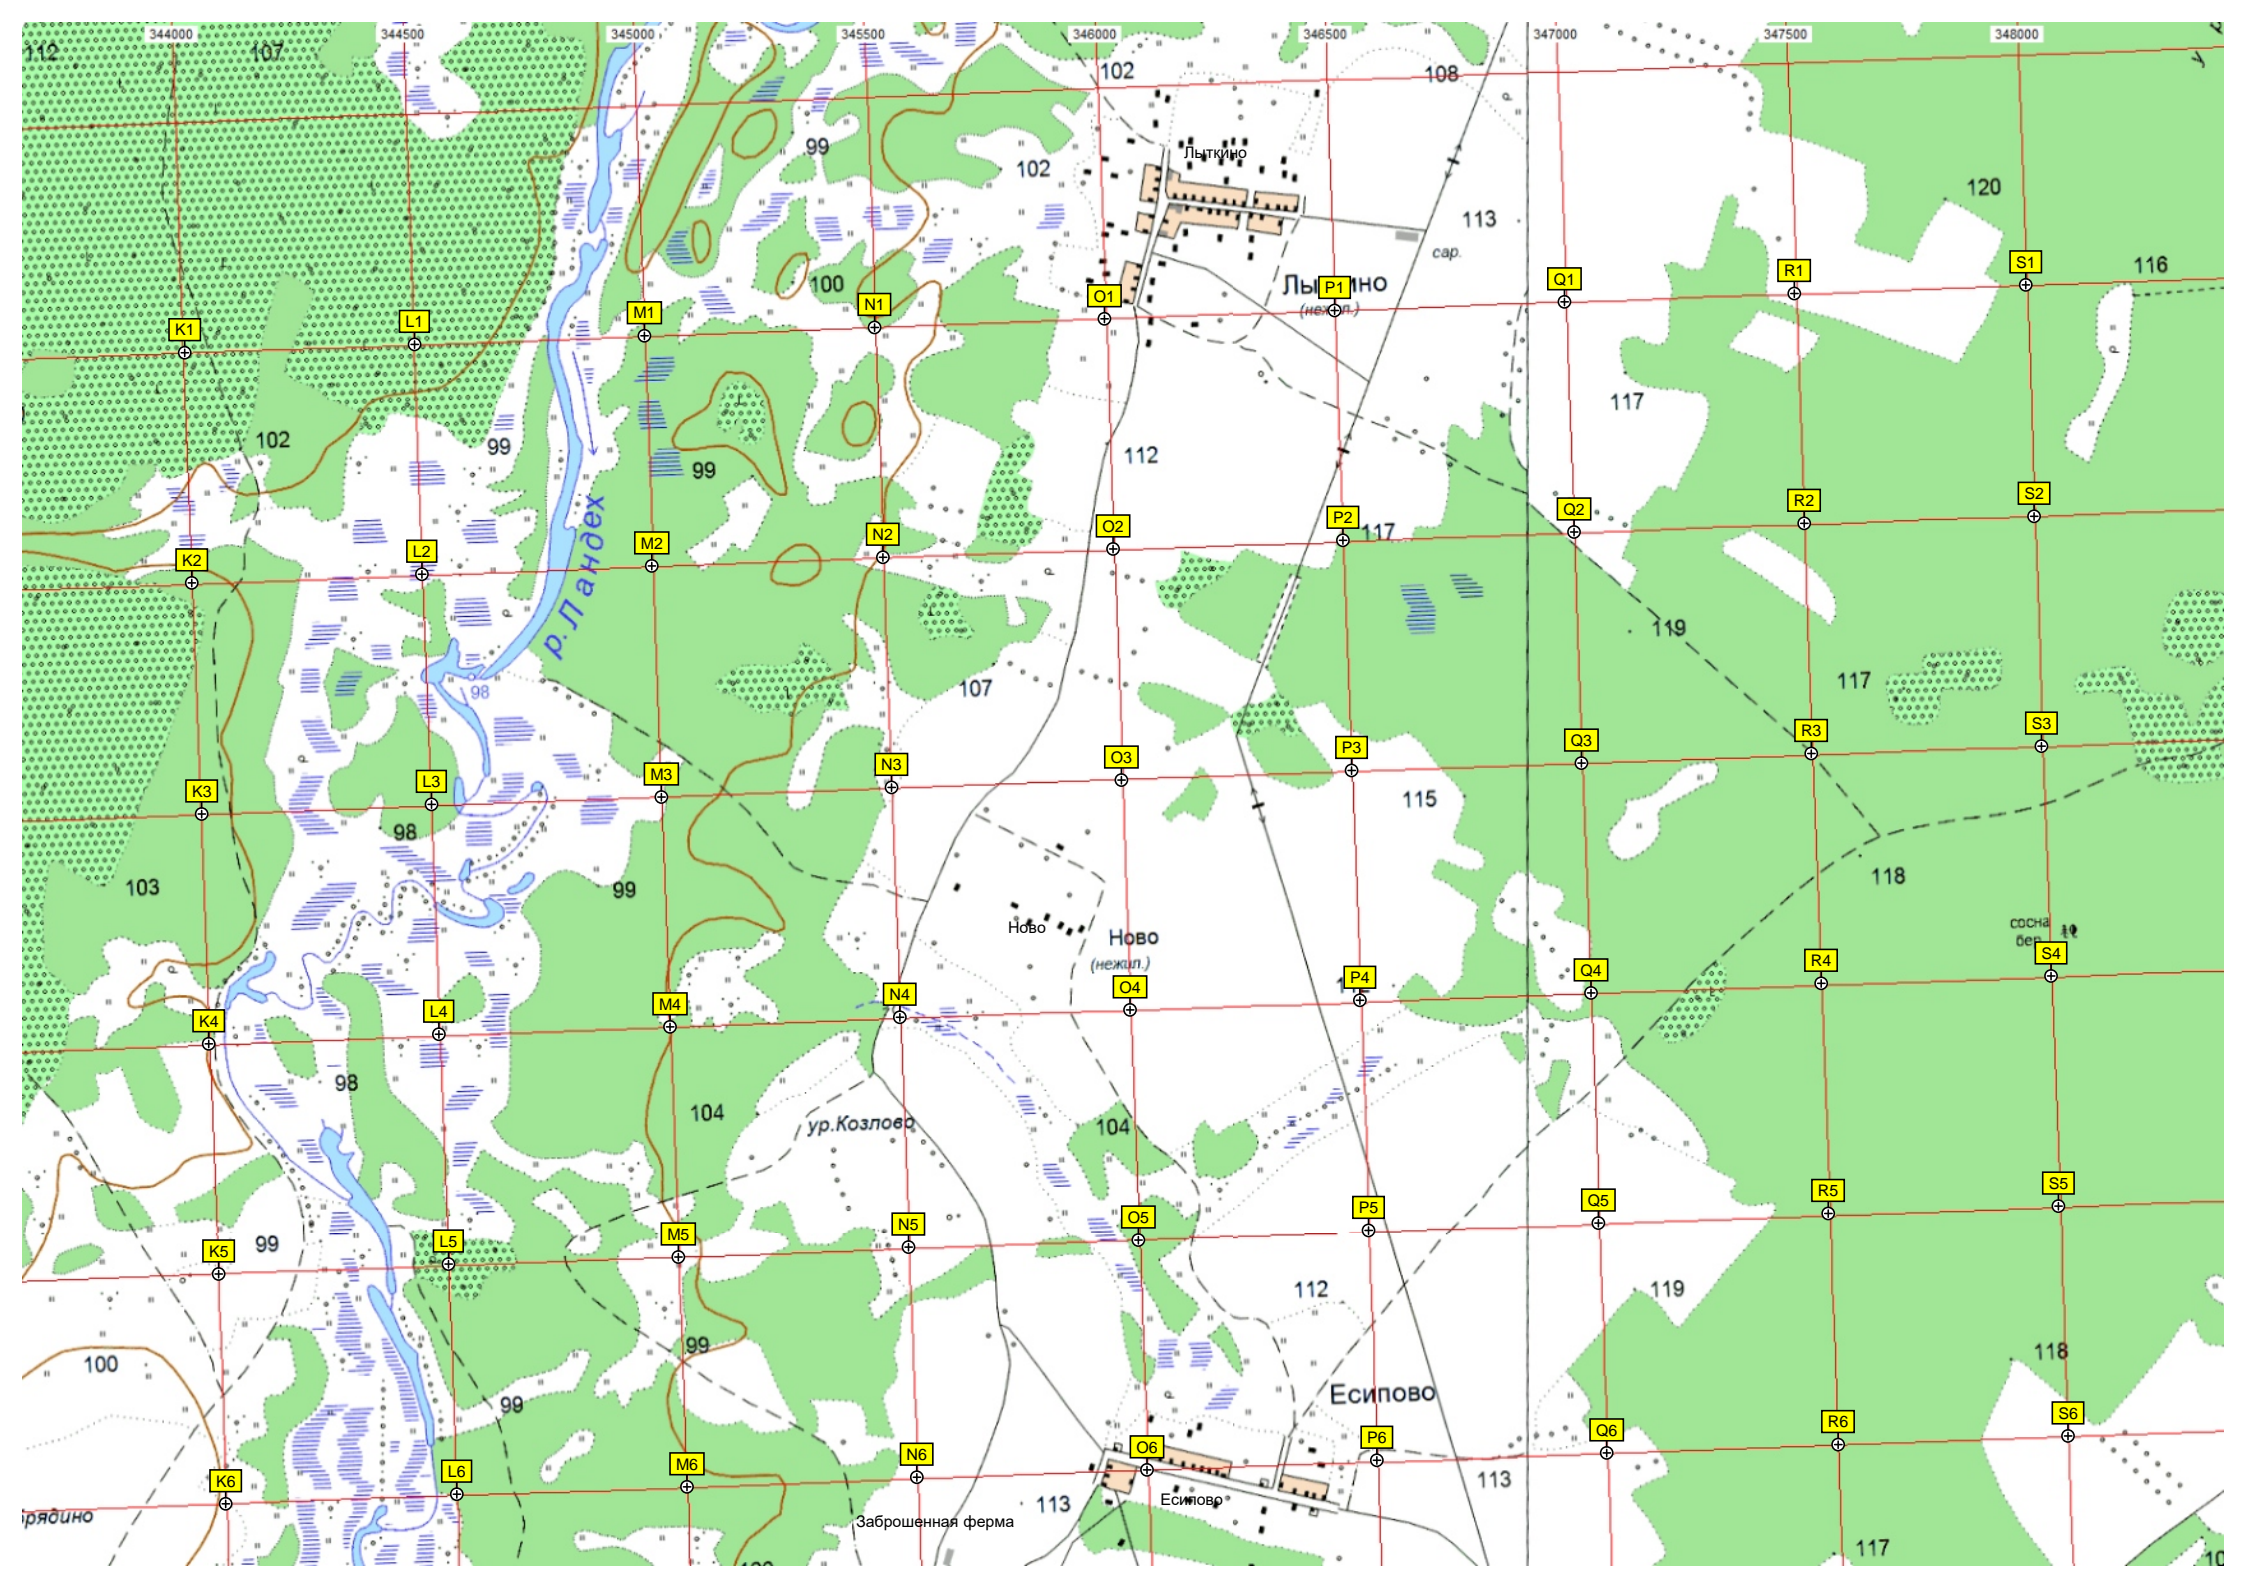 344000 344500 345000 345500 346000 346500 347000 347500 348000
112 107 102 108
у
99 102 Лыткино 120
113
сар.
100 116
Лыткино
(нежил.)
K1 L1 M1 N1 O1 P1 Q1 R1 S1
102 99 99 112 117
р. Ландех
K2 L2 M2 N2 O2 P2 Q2 R2 S2
117
119
98 107 117
K3 L3 M3 N3 O3 P3 Q3 R3 S3
98 115
103 99 118
Ново Ново
(нежил.)
сосна
бер.
K4 L4 M4 N4 O4 P4 Q4 R4 S4
98 104 104
ур.Козлово
K5 L5 M5 N5 O5 P5 Q5 R5 S5
99 112 119
100 99 118
99 Есипово
K6 L6 M6 N6 O6 P6 Q6 R6 S6
113 113
Есипово
Заброшенная ферма
117